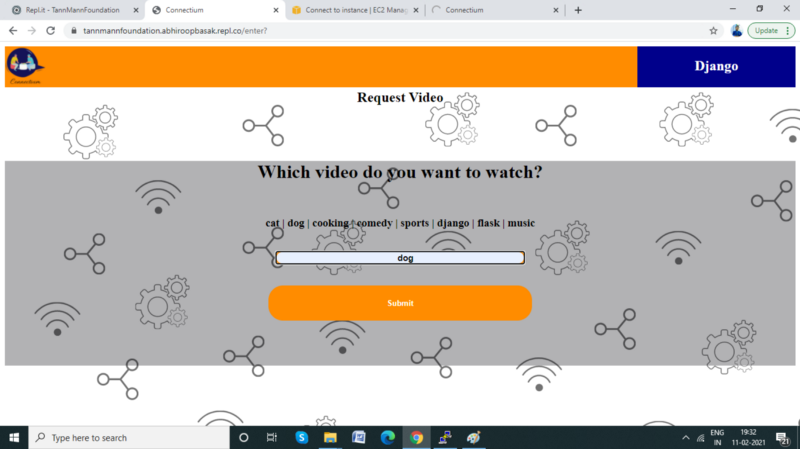 Repl.it - TannMannFoundation
Connectium
Connect to instance | EC2 Manag
Connectium
tannmannfoundation.abhiroopbasak.repl.co/enter?
Update
Connectium
Django
Request Video
Which video do you want to watch?
cat | dog | cooking | comedy | sports | django | flask | music
dog
Submit
Type here to search
ENG
IN
19:32
11-02-2021
21